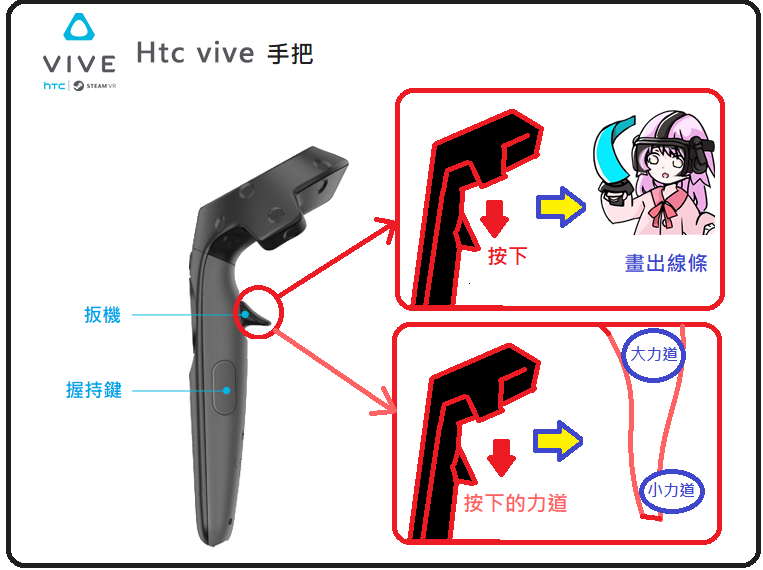 VIVE
hTC | STEAM VR
Htc vive 手把
扳機
握持鍵
按下
畫出線條
按下的力道
大力道
小力道